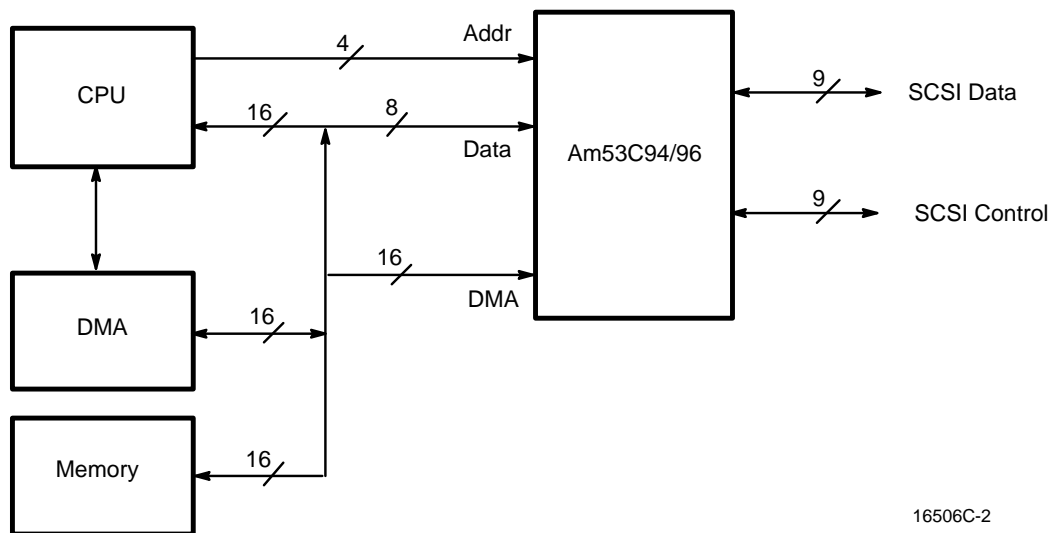 4
Addr
CPU
16
8
Data
Am53C94/96
9
SCSI Data
9
SCSI Control
16
DMA
DMA
16
Memory
16
16506C-2